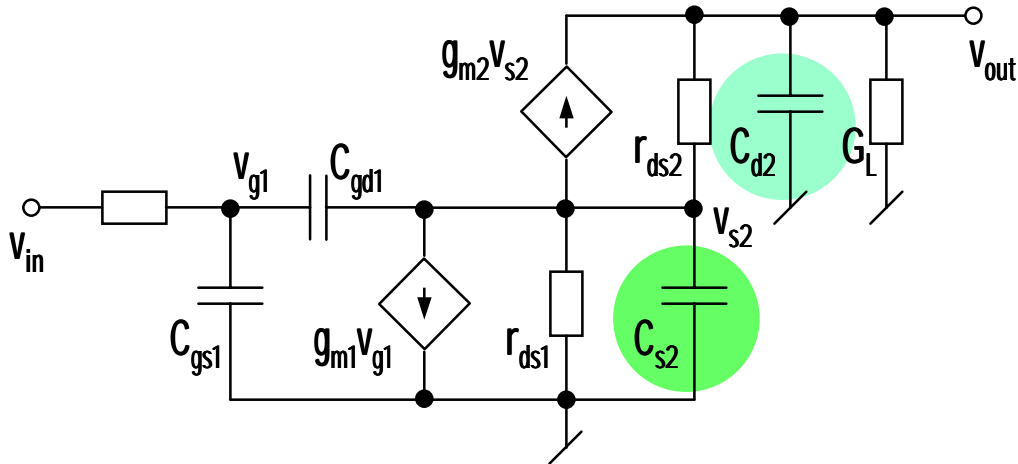 gm2vs2
vout
rds2
Cd2
GL
vg1
Cgd1
vin
vs2
Cgs1
gm1vg1
rds1
Cs2